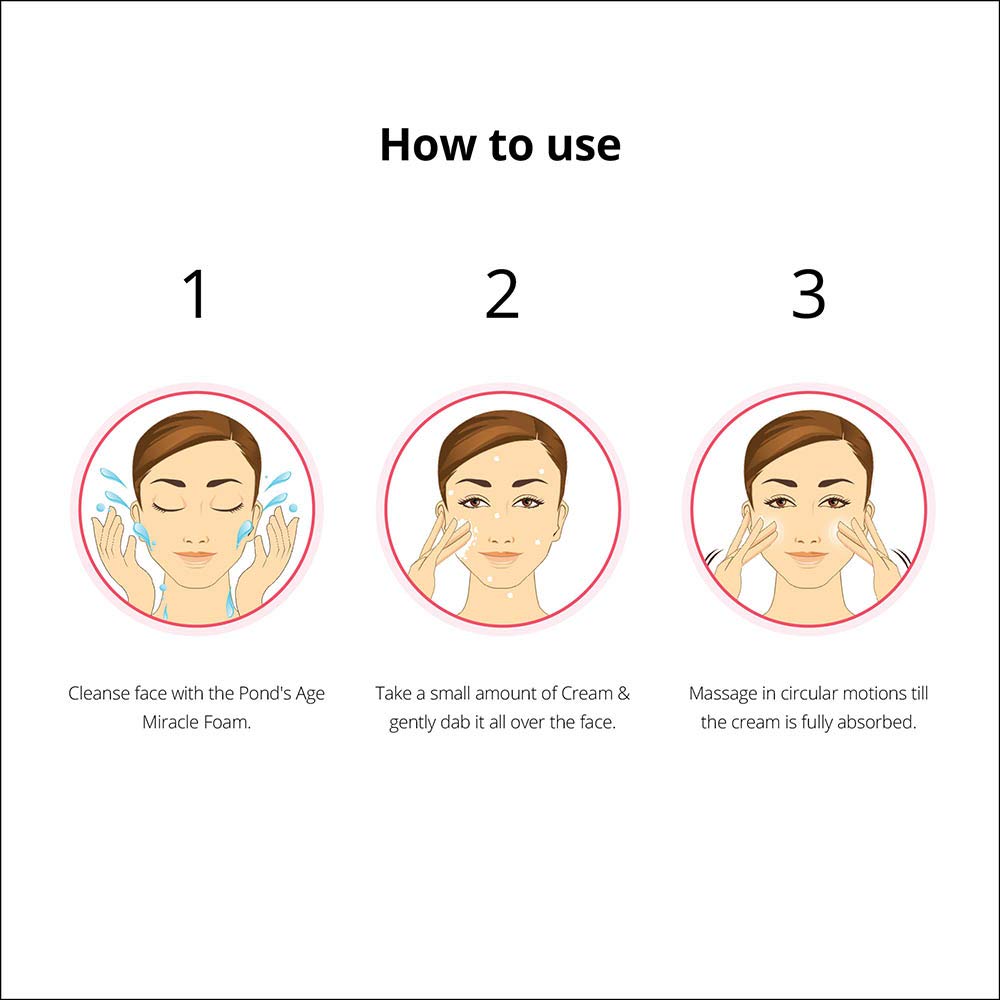 How to use
1
2
3
Cleanse face with the Pond's Age
Miracle Foam.
Take a small amount of Cream &
gently dab it all over the face.
Massage in circular motions till
the cream is fully absorbed.